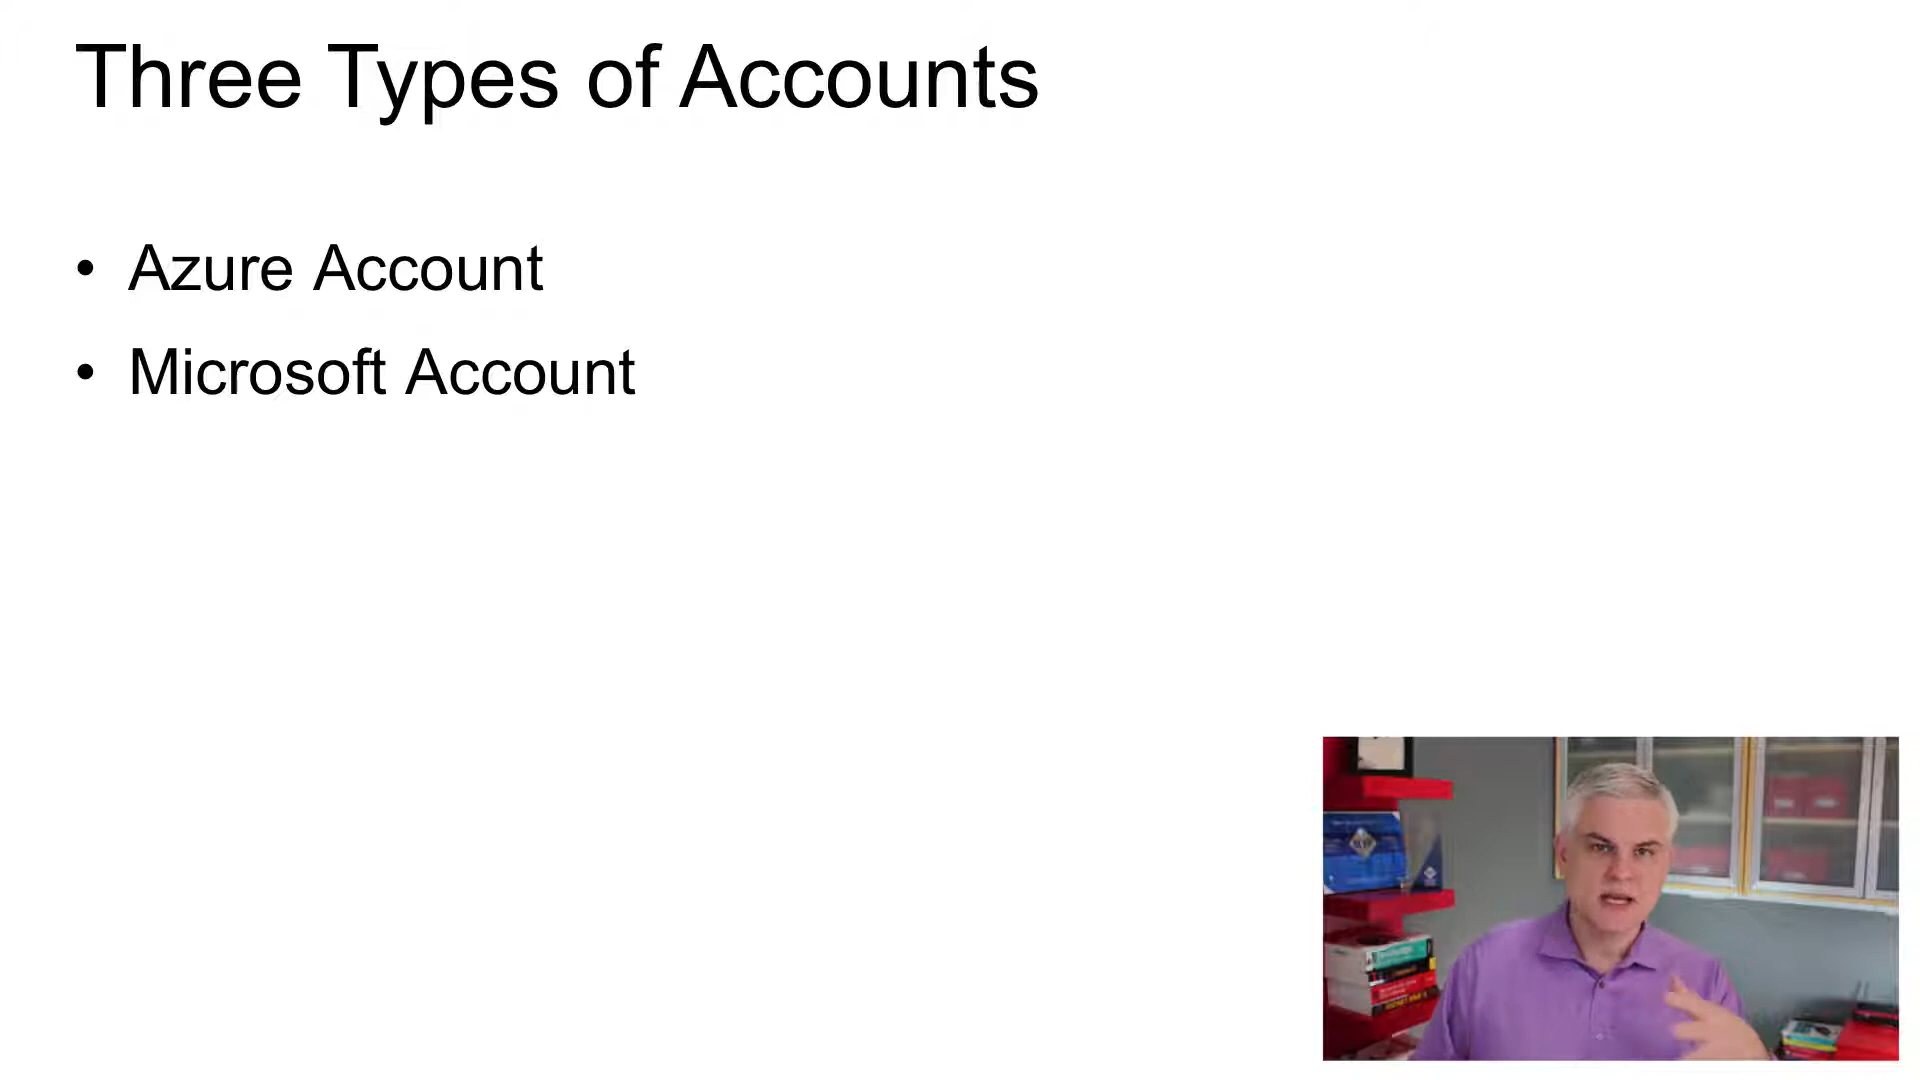 Three Types of Accounts
• Azure Account
• Microsoft Account